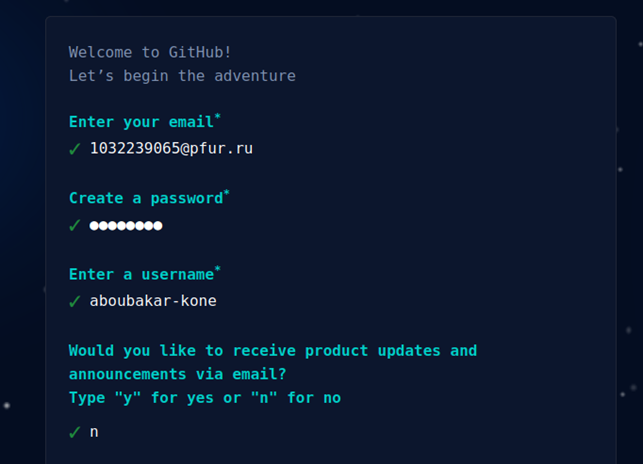 Welcome to GitHub!
Let’s begin the adventure
Enter your email*
✓ 1032239065@pfur.ru
Create a password*
✓ ●●●●●●●●
Enter a username*
✓ aboubakar-kone
Would you like to receive product updates and
announcements via email?
Type "y" for yes or "n" for no
✓ n